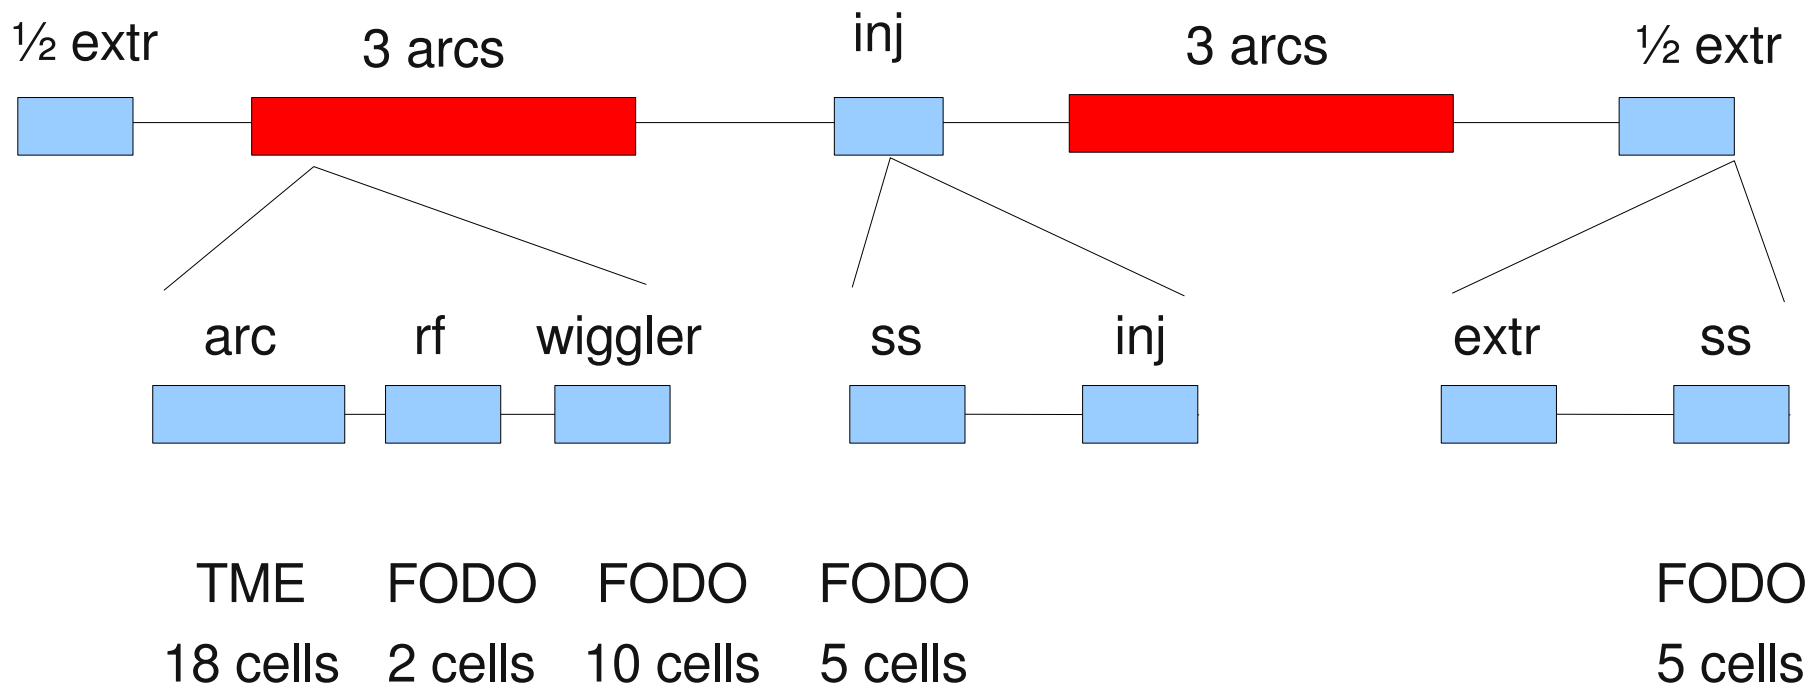 ½ extr 3 arcs inj 3 arcs ½ extr
arc rf wiggler ss inj extr ss
TME FODO FODO FODO FODO
18 cells 2 cells 10 cells 5 cells 5 cells